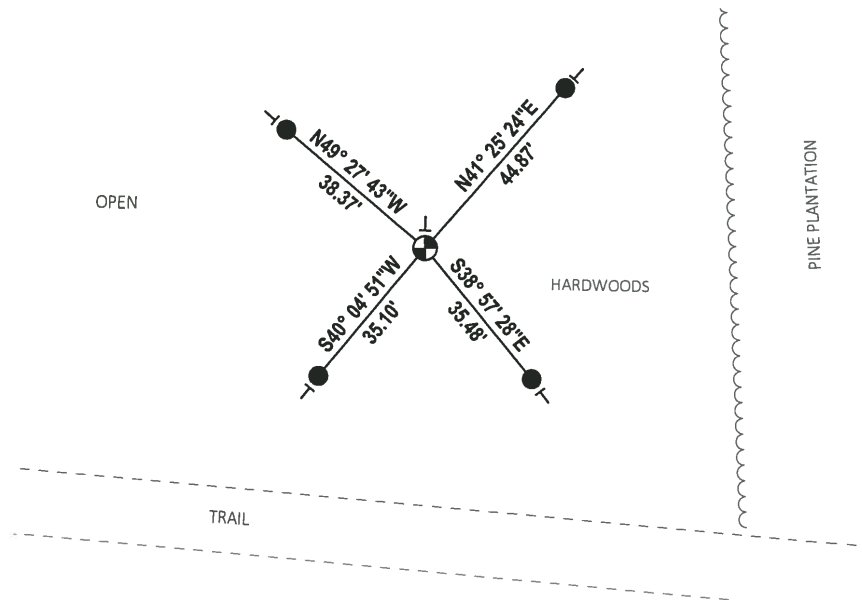 N49° 27' 43"W
38.37'
N41° 25' 24"E
44.87'
OPEN
PINE PLANTATION
HARDWOODS
S40° 04' 51"W
35.10'
S38° 57' 28"E
35.48'
TRAIL